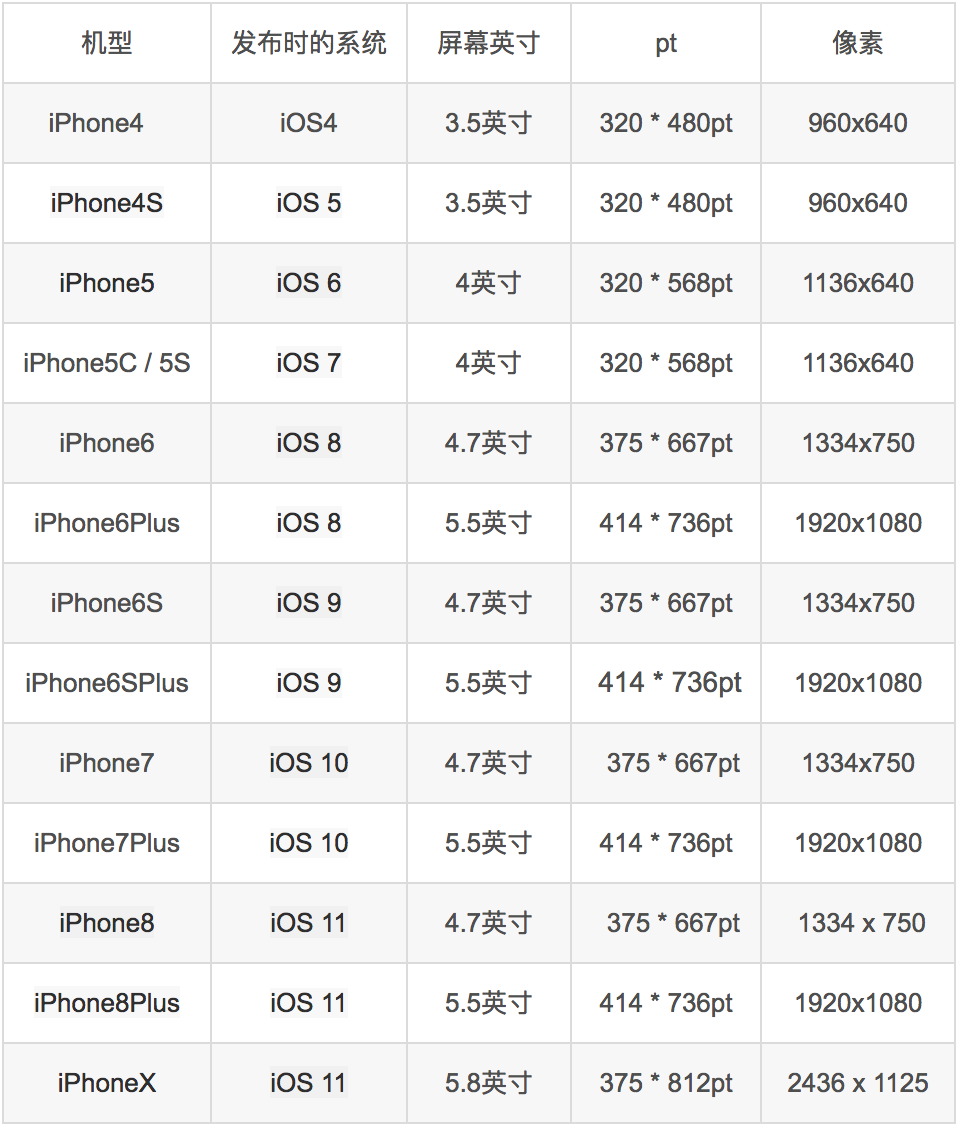 机型 发布时的系统 屏幕英寸 pt 像素
iPhone4 iOS4 3.5英寸 320 * 480pt 960x640
iPhone4S iOS 5 3.5英寸 320 * 480pt 960x640
iPhone5 iOS 6 4英寸 320 * 568pt 1136x640
iPhone5C / 5S iOS 7 4英寸 320 * 568pt 1136x640
iPhone6 iOS 8 4.7英寸 375 * 667pt 1334x750
iPhone6Plus iOS 8 5.5英寸 414 * 736pt 1920x1080
iPhone6S iOS 9 4.7英寸 375 * 667pt 1334x750
iPhone6SPlus iOS 9 5.5英寸 414 * 736pt 1920x1080
iPhone7 iOS 10 4.7英寸 375 * 667pt 1334x750
iPhone7Plus iOS 10 5.5英寸 414 * 736pt 1920x1080
iPhone8 iOS 11 4.7英寸 375 * 667pt 1334 x 750
iPhone8Plus iOS 11 5.5英寸 414 * 736pt 1920x1080
iPhoneX iOS 11 5.8英寸 375 * 812pt 2436 x 1125